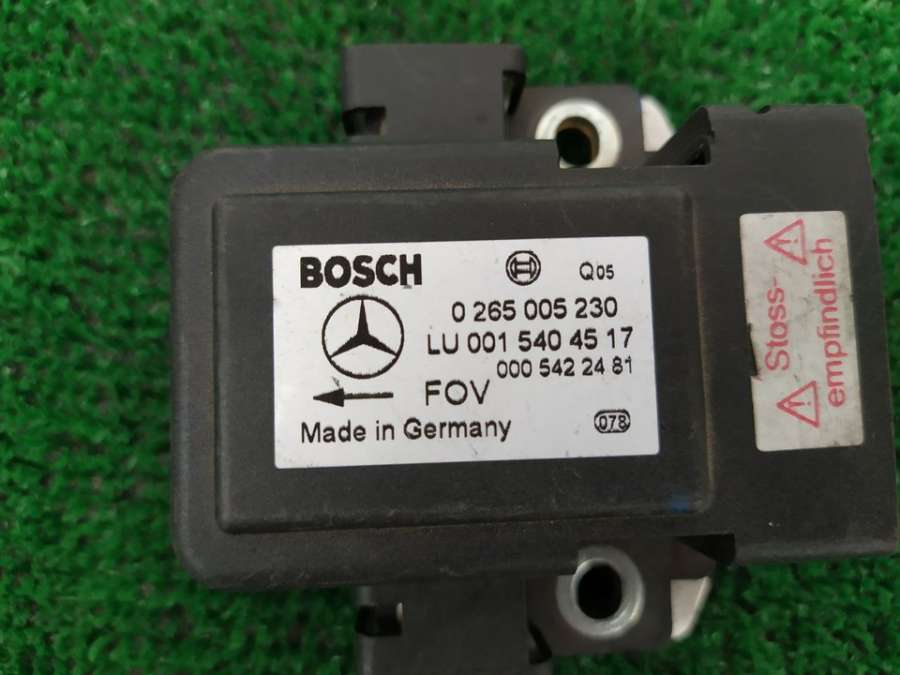 BOSCH
Q05
0 265 005 230
LU 001 540 45 17
000 542 24 81
FOV
Made in Germany
078
Stoss-
empfindlich